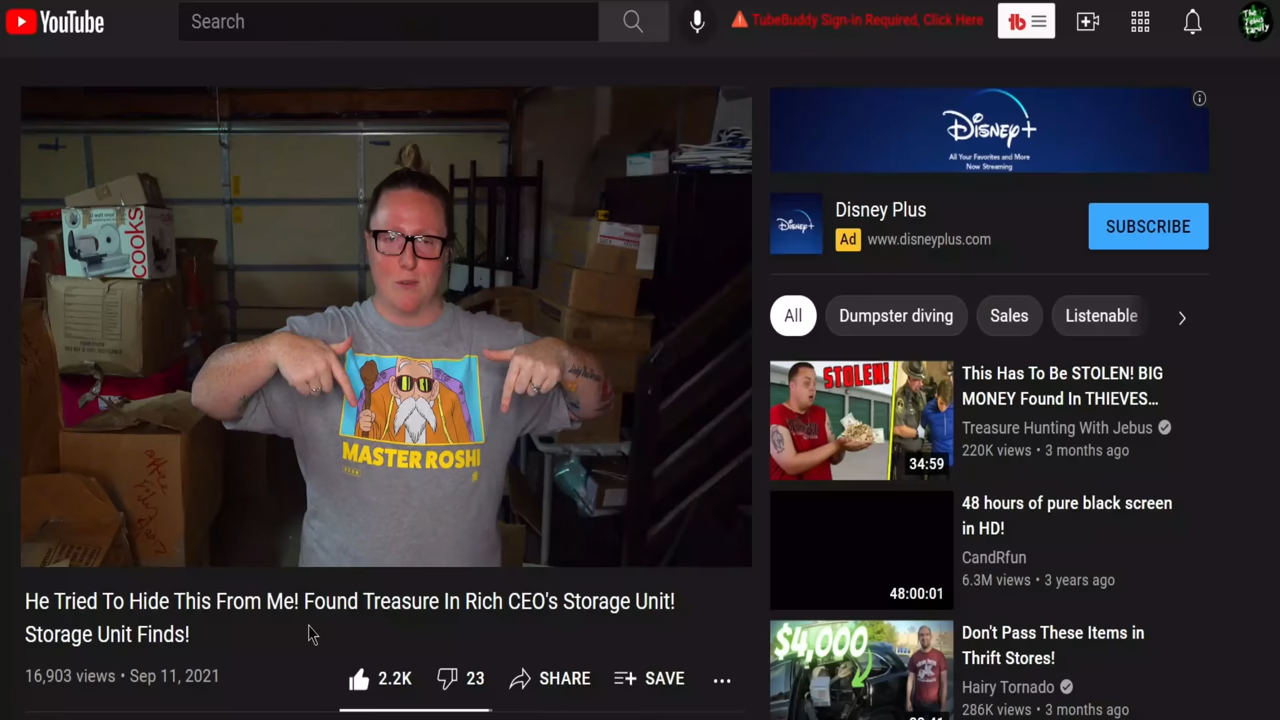 YouTube
Search
TubeBuddy Sign-in Required, Click Here
tb
The Jebus Family
cooks
MASTER ROSHI
He Tried To Hide This From Me! Found Treasure In Rich CEO's Storage Unit!
Storage Unit Finds!
16,903 views • Sep 11, 2021
2.2K
23
SHARE
SAVE
Disney+
All Your Favorites and More
Now Streaming
Disney+
Disney Plus
Ad www.disneyplus.com
SUBSCRIBE
All
Dumpster diving
Sales
Listenable
STOLEN!
34:59
This Has To Be STOLEN! BIG
MONEY Found In THIEVES...
Treasure Hunting With Jebus
220K views • 3 months ago
48:00:01
48 hours of pure black screen
in HD!
CandRfun
6.3M views • 3 years ago
$4,000
Don't Pass These Items in
Thrift Stores!
Hairy Tornado
286K views • 3 months ago